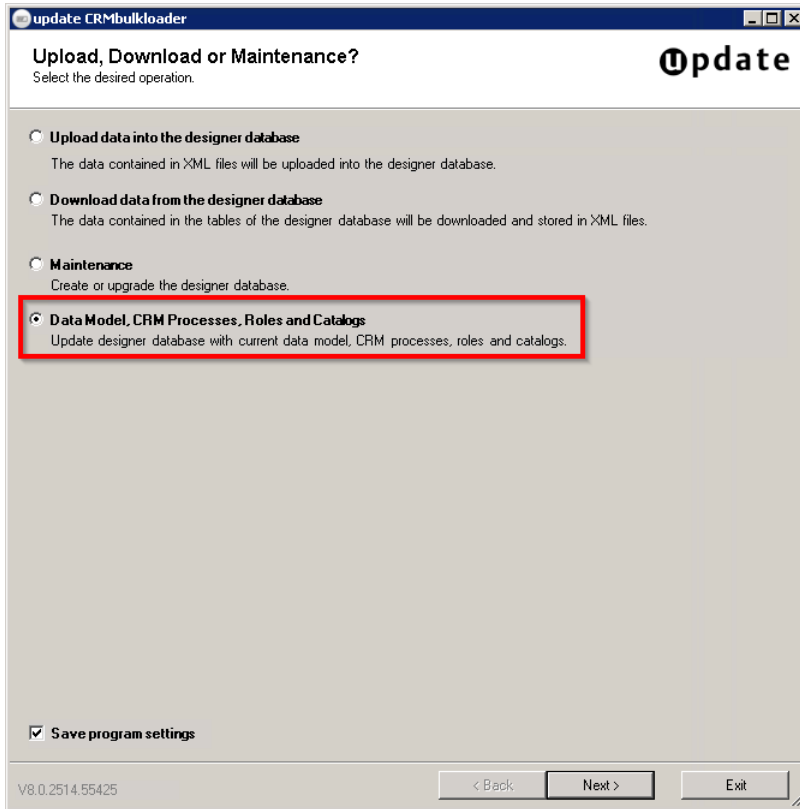 update CRMbulkloader
Upload, Download or Maintenance?
Select the desired operation.
update
Upload data into the designer database
The data contained in XML files will be uploaded into the designer database.
Download data from the designer database
The data contained in the tables of the designer database will be downloaded and stored in XML files.
Maintenance
Create or upgrade the designer database.
Data Model, CRM Processes, Roles and Catalogs
Update designer database with current data model, CRM processes, roles and catalogs.
Save program settings
V8.0.2514.55425
< Back
Next >
Exit